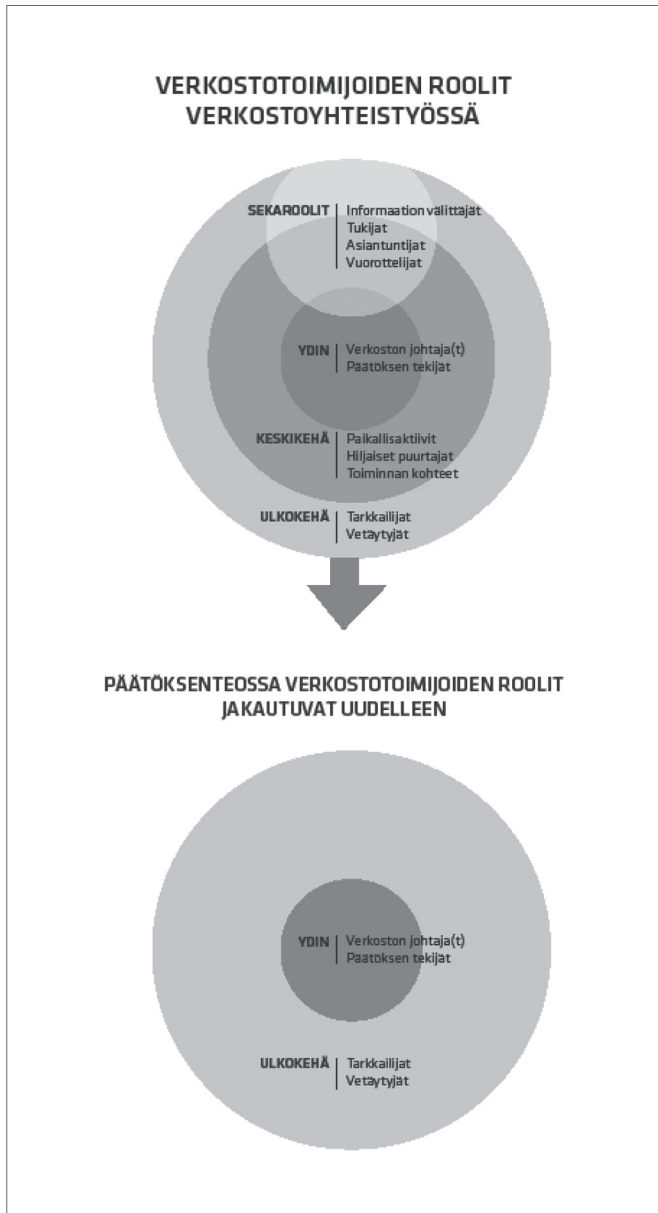 VERKOSTOTOIMIJOIDEN ROOLIT
VERKOSTOYHTEISTYÖSSÄ
SEKAROOLIT
Informaation välittäjät
Tukijat
Asiantuntijat
Vuorottelijat
YDIN
Verkoston johtaja(t)
Päätöksen tekijät
KESKIKEHÄ
Paikallisaktiivit
Hiljaiset puurtajat
Toiminnan kohteet
ULKOKEHÄ
Tarkkailijat
Vetäytyjät
PÄÄTÖKSENTEOSSA VERKOSTOTOIMIJOIDEN ROOLIT
JAKAUTUVAT UUDELLEEN
YDIN
Verkoston johtaja(t)
Päätöksen tekijät
ULKOKEHÄ
Tarkkailijat
Vetäytyjät